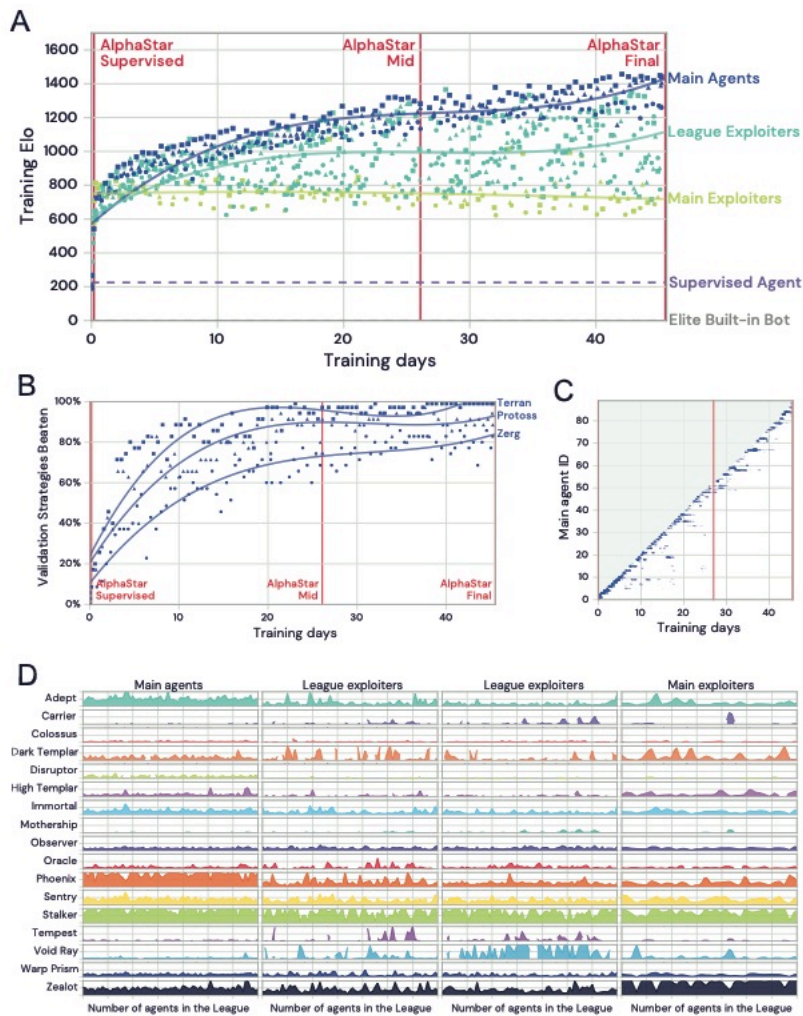 A
1600
1400
1200
1000
800
600
400
200
0
Training Elo
AlphaStar
Supervised
AlphaStar
Mid
AlphaStar
Final
Main Agents
League Exploiters
Main Exploiters
Supervised Agent
Elite Built-in Bot
0 10 20 30 40
Training days
B
100%
80%
60%
40%
20%
0%
Validation Strategies Beaten
Terran
Protoss
Zerg
AlphaStar
Supervised
AlphaStar
Mid
AlphaStar
Final
0 10 20 30 40
Training days
C
80
70
60
50
40
30
20
10
0
Main agent ID
0 10 20 30 40
Training days
D
Main agents League exploiters League exploiters Main exploiters
Adept
Carrier
Colossus
Dark Templar
Disruptor
High Templar
Immortal
Mothership
Observer
Oracle
Phoenix
Sentry
Stalker
Tempest
Void Ray
Warp Prism
Zealot
Number of agents in the League Number of agents in the League Number of agents in the League Number of agents in the League